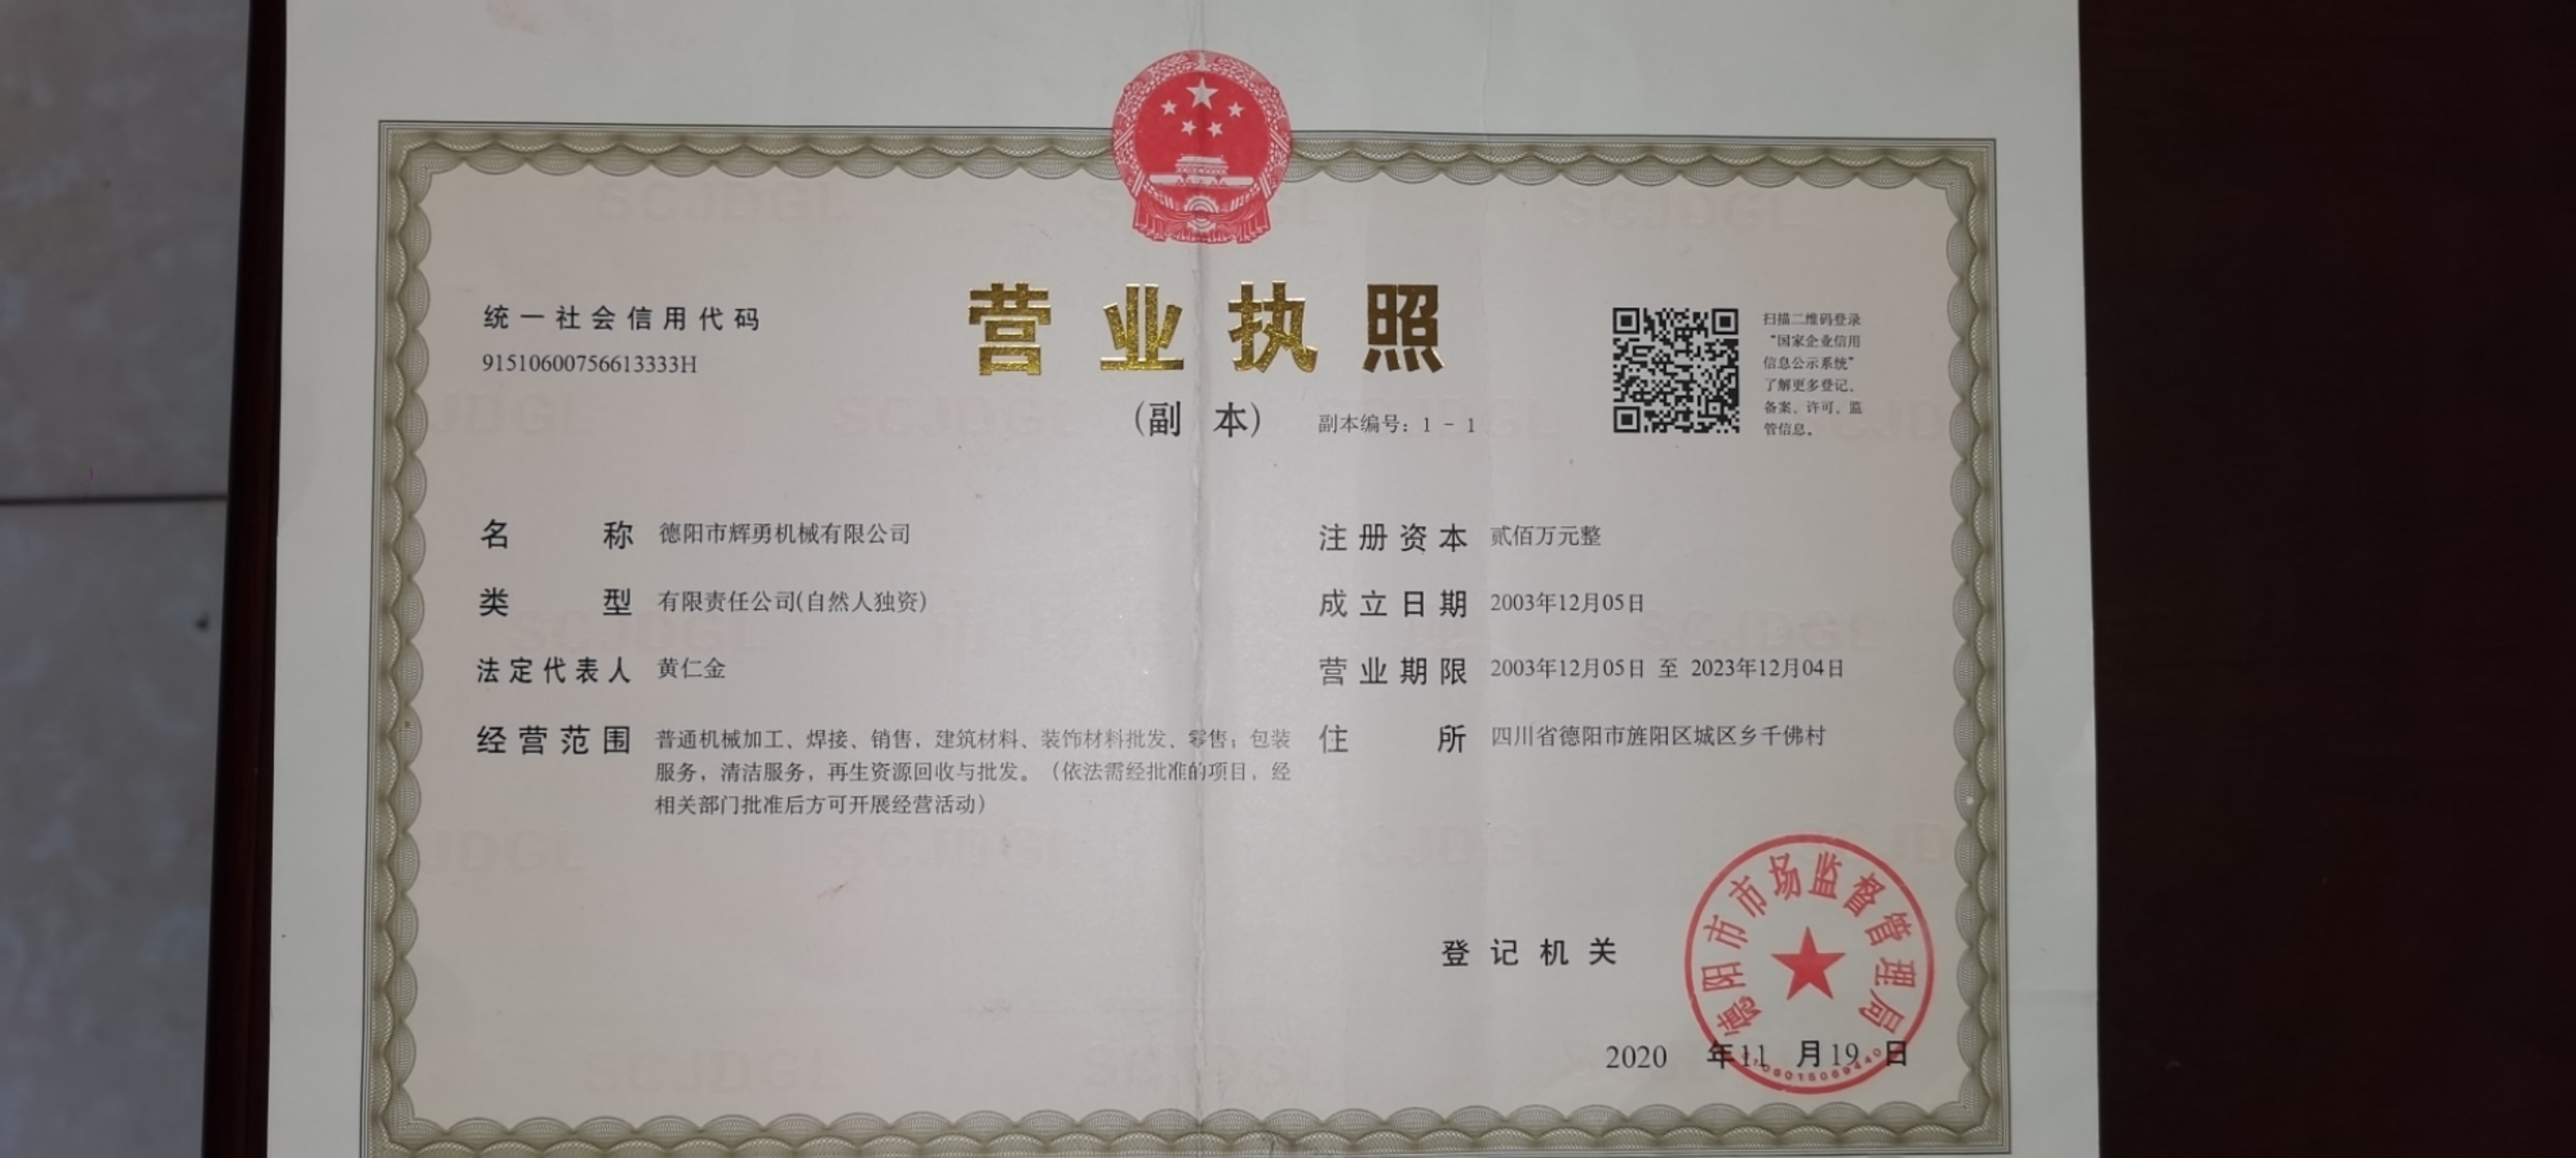 营业执照
(副 本) 副本编号：1 - 1
统一社会信用代码
91510600756613333H
扫描二维码登录
“国家企业信用
信息公示系统”
了解更多登记、
备案、许可、监
管信息。
名 称 德阳市辉勇机械有限公司
类 型 有限责任公司(自然人独资)
法定代表人 黄仁金
经营范围 普通机械加工、焊接、销售，建筑材料、装饰材料批发、零售；包装
服务，清洁服务，再生资源回收与批发。（依法需经批准的项目，经
相关部门批准后方可开展经营活动）
注册资本 贰佰万元整
成立日期 2003年12月05日
营业期限 2003年12月05日 至 2023年12月04日
住 所 四川省德阳市旌阳区城区乡千佛村
登记机关
德阳市市场监督管理局
2020 年11 月19 日
SCJDGL